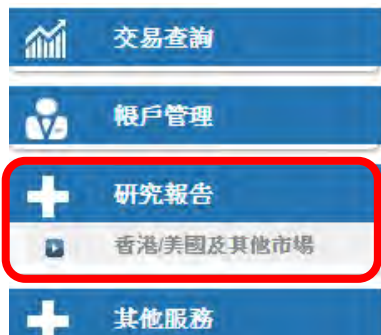 交易查詢
帳戶管理
研究報告
香港/美國及其他市場
其他服務